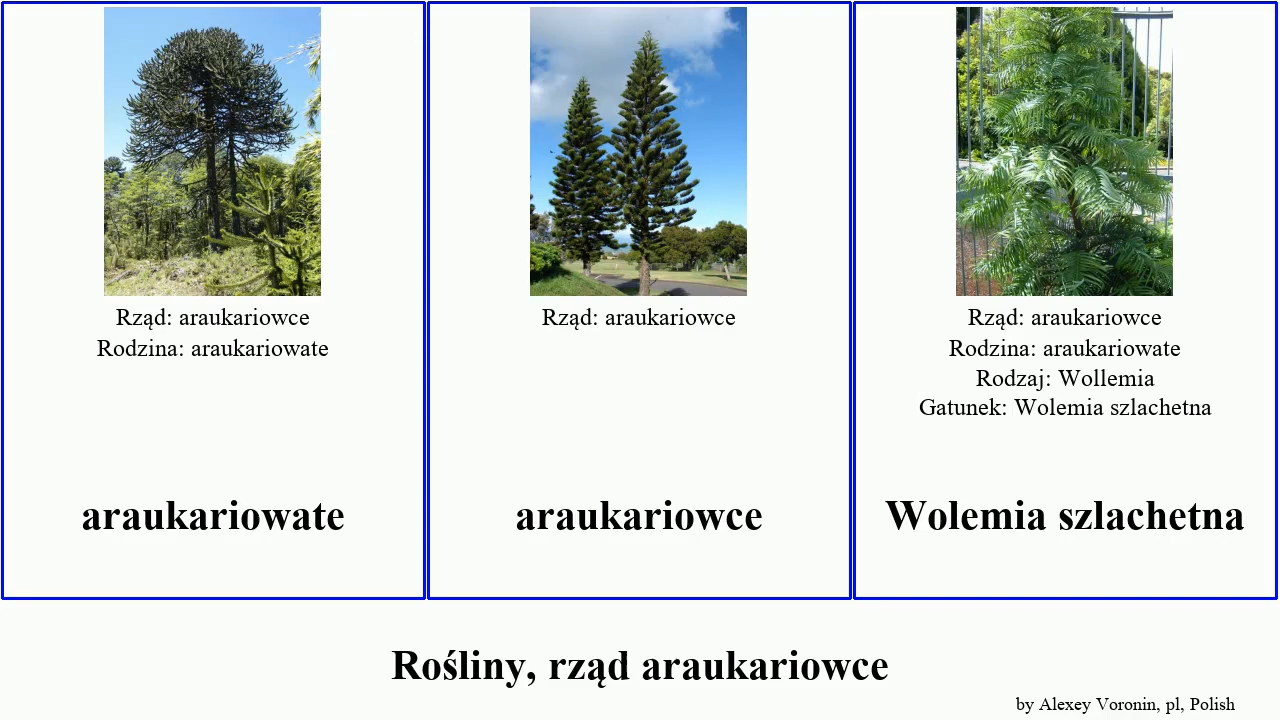 Rząd: araukariowce
Rodzina: araukariowate
araukariowate
Rząd: araukariowce
araukariowce
Rząd: araukariowce
Rodzina: araukariowate
Rodzaj: Wollemia
Gatunek: Wolemia szlachetna
Wolemia szlachetna
Rośliny, rząd araukariowce
by Alexey Voronin, pl, Polish